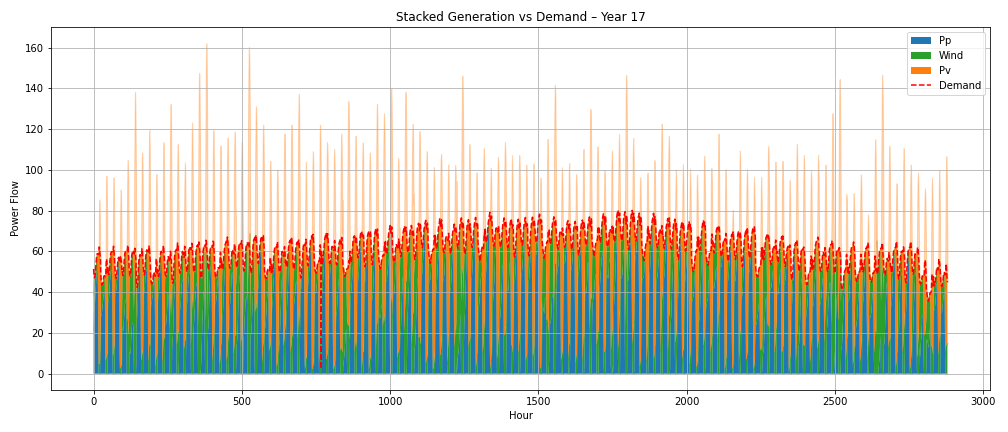 Stacked Generation vs Demand – Year 17
Pp
Wind
Pv
Demand
Power Flow
160
140
120
100
80
60
40
20
0
0 500 1000 1500 2000 2500 3000
Hour